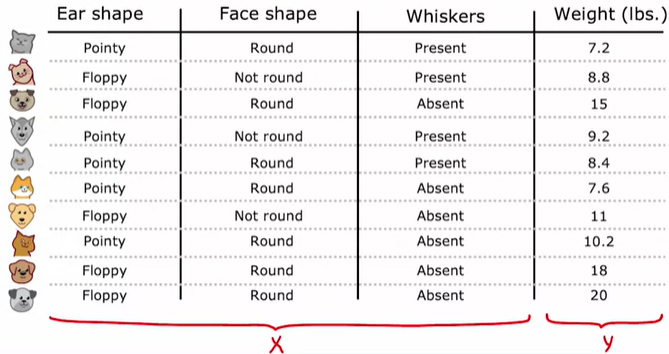 Ear shape Face shape Whiskers Weight (lbs.)
Pointy Round Present 7.2
Floppy Not round Present 8.8
Floppy Round Absent 15
Pointy Not round Present 9.2
Pointy Round Present 8.4
Pointy Round Absent 7.6
Floppy Not round Absent 11
Pointy Round Absent 10.2
Floppy Round Absent 18
Floppy Round Absent 20
X y